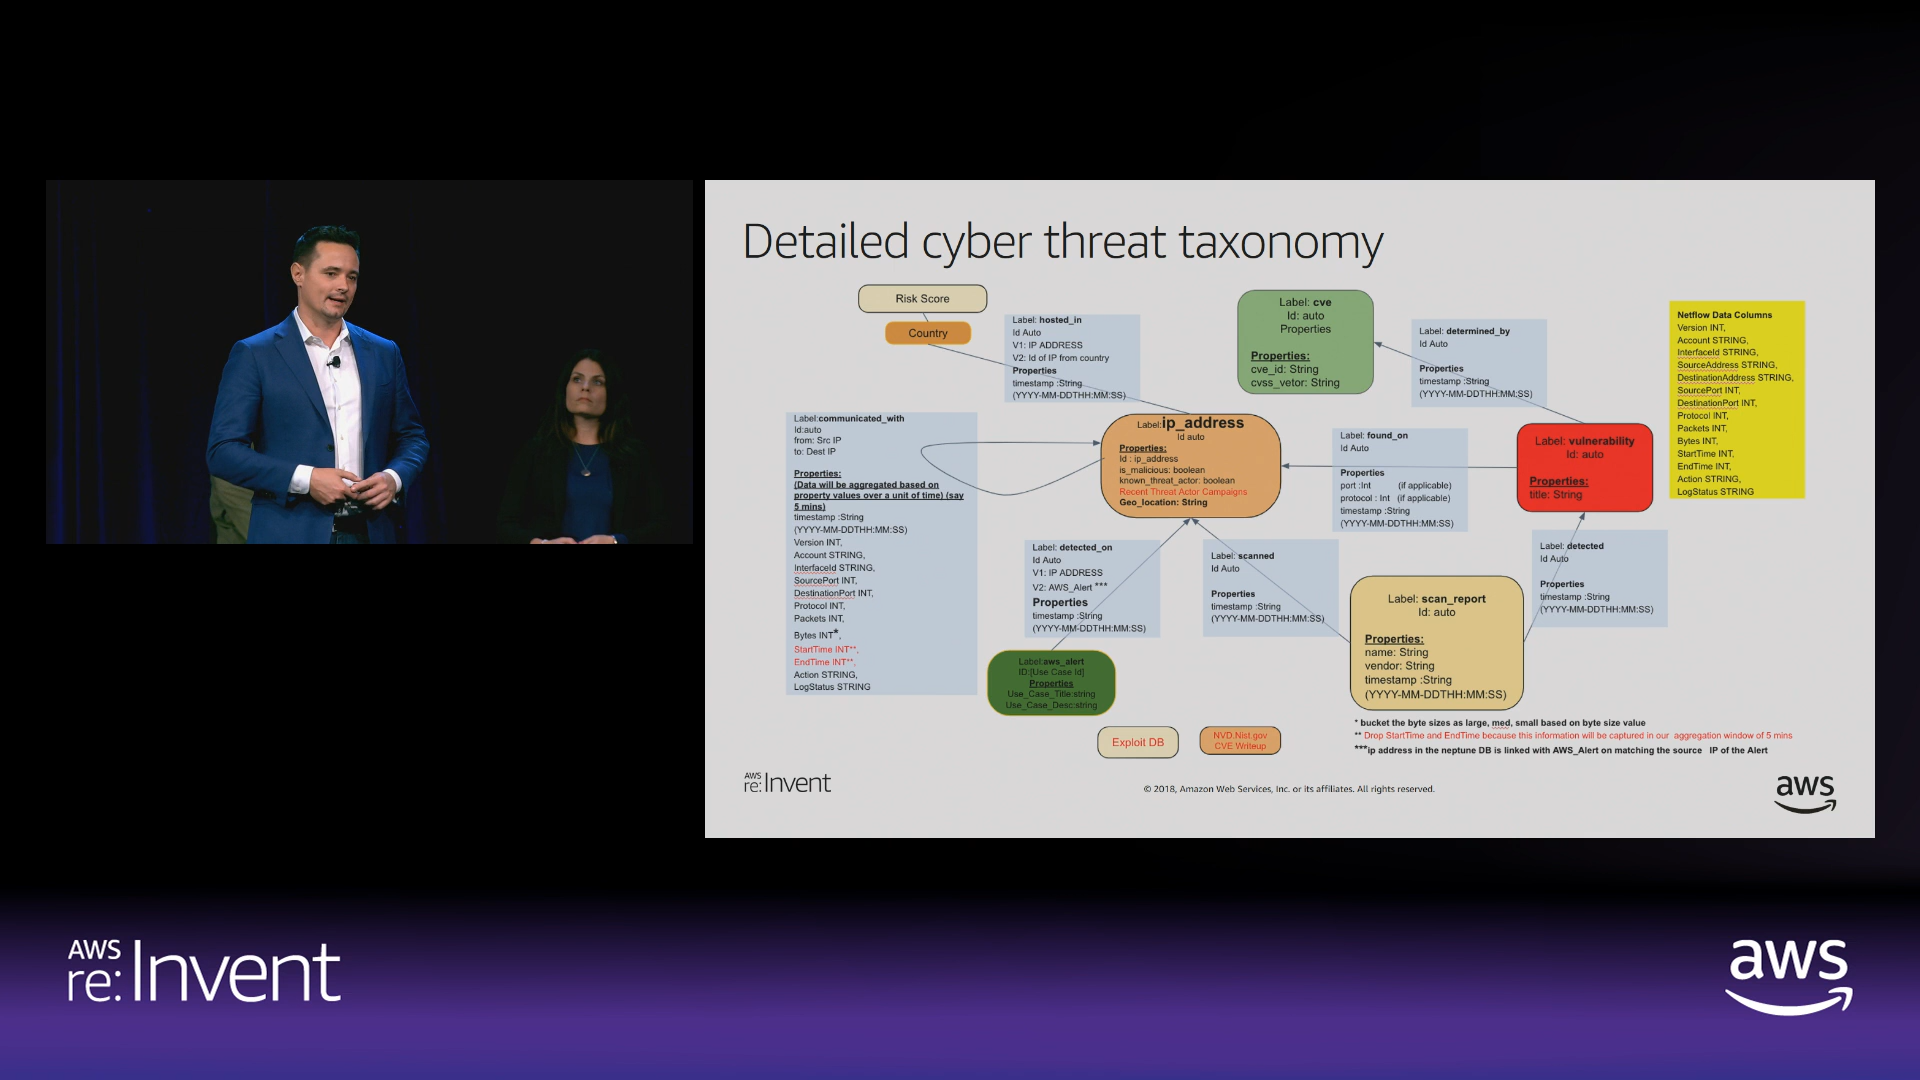 Detailed cyber threat taxonomy
Risk Score
Country
Label: hosted_in
Id Auto
V1: IP ADDRESS
V2: Id of IP from country
Properties
timestamp :String
(YYYY-MM-DDTHH:MM:SS)
Label: cve
Id: auto
Properties
Properties:
cve_id: String
cvss_vetor: String
Label: determined_by
Id Auto
Properties
timestamp :String
(YYYY-MM-DDTHH:MM:SS)
Netflow Data Columns
Version INT,
Account STRING,
InterfaceId STRING,
SourceAddress STRING,
DestinationAddress STRING,
SourcePort INT,
DestinationPort INT,
Protocol INT,
Packets INT,
Bytes INT,
StartTime INT,
EndTime INT,
Action STRING,
LogStatus STRING
Label:communicated_with
Id:auto
from: Src IP
to: Dest IP
Properties:
(Data will be aggregated based on
property values over a unit of time) (say
5 mins)
timestamp :String
(YYYY-MM-DDTHH:MM:SS)
Version INT,
Account STRING,
InterfaceId STRING,
SourcePort INT,
DestinationPort INT,
Protocol INT,
Packets INT,
Bytes INT*,
StartTime INT**,
EndTime INT**,
Action STRING,
LogStatus STRING
Label:ip_address
Id auto
Properties:
Id : ip_address
is_malicious: boolean
known_threat_actor: boolean
Recent Threat Actor Campaigns
Geo_location: String
Label: found_on
Id Auto
Properties
port :Int (if applicable)
protocol : Int (if applicable)
timestamp :String
(YYYY-MM-DDTHH:MM:SS)
Label: vulnerability
Id: auto
Properties:
title: String
Label: detected_on
Id Auto
V1: IP ADDRESS
V2: AWS_Alert ***
Properties
timestamp :String
(YYYY-MM-DDTHH:MM:SS)
Label: scanned
Id Auto
Properties
timestamp :String
(YYYY-MM-DDTHH:MM:SS)
Label: detected
Id Auto
Properties
timestamp :String
(YYYY-MM-DDTHH:MM:SS)
Label: scan_report
Id: auto
Properties:
name: String
vendor: String
timestamp :String
(YYYY-MM-DDTHH:MM:SS)
Label:aws_alert
ID:[Use Case Id]
Properties
Use_Case_Title:string
Use_Case_Desc:string
Exploit DB
NVD.Nist.gov
CVE Writeup
* bucket the byte sizes as large, med, small based on byte size value
** Drop StartTime and EndTime because this information will be captured in our aggregation window of 5 mins
***ip address in the neptune DB is linked with AWS_Alert on matching the source IP of the Alert
AWS
re:Invent
© 2018, Amazon Web Services, Inc. or its affiliates. All rights reserved.
aws
AWS
re:Invent
aws